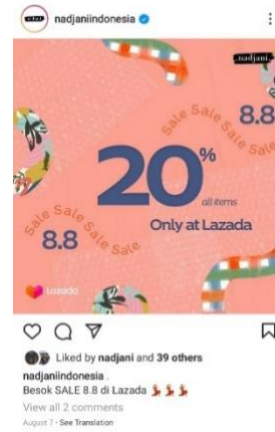 nadjaniindonesia
nadjani
Sale Sale Sale Sale
8.8
20%
all items
Only at Lazada
Sale Sale Sale Sale
8.8
Lazada
Liked by nadjani and 39 others
nadjaniindonesia .
Besok SALE 8.8 di Lazada 💃💃💃
View all 2 comments
August 7 · See Translation